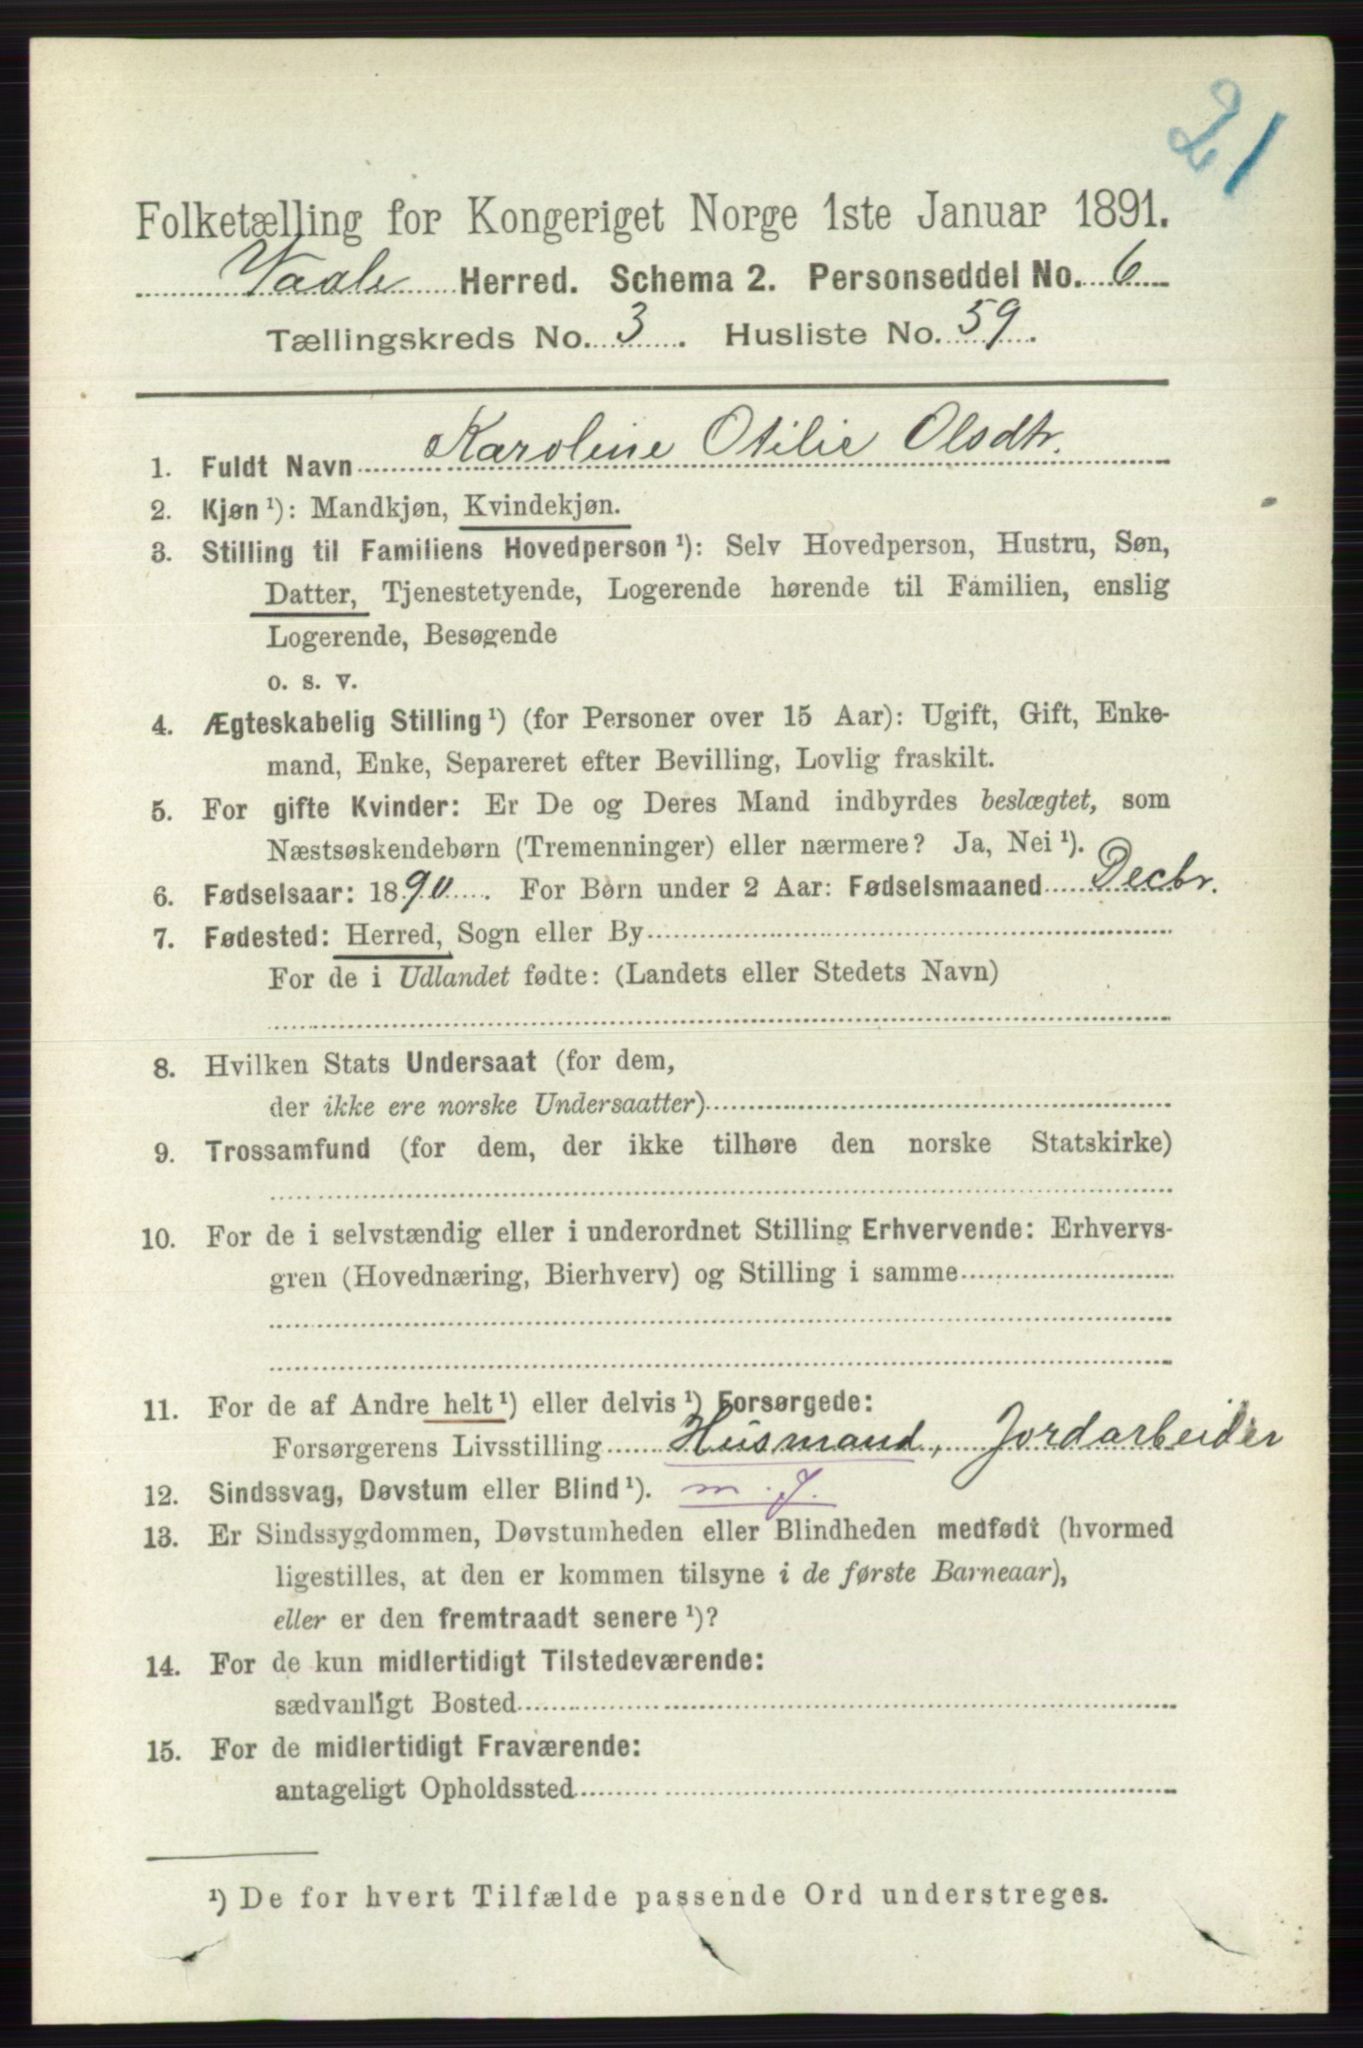 21
Folketælling for Kongeriget Norge 1ste Januar 1891.
Vaale Herred. Schema 2. Personseddel No. 6
Tællingskreds No. 3. Husliste No. 59.
1. Fuldt Navn Karoline Otilie Olsdtr.
2. Kjøn ¹): Mandkjøn, Kvindekjøn.
3. Stilling til Familiens Hovedperson ¹): Selv Hovedperson, Hustru, Søn,
Datter, Tjenestetyende, Logerende hørende til Familien, enslig
Logerende, Besøgende
o. s. v.
4. Ægteskabelig Stilling ¹) (for Personer over 15 Aar): Ugift, Gift, Enke-
mand, Enke, Separeret efter Bevilling, Lovlig fraskilt.
5. For gifte Kvinder: Er De og Deres Mand indbyrdes beslægtet, som
Næstsøskendebørn (Tremenninger) eller nærmere? Ja, Nei ¹).
6. Fødselsaar: 1890. For Børn under 2 Aar: Fødselsmaaned Decbr.
7. Fødested: Herred, Sogn eller By
For de i Udlandet fødte: (Landets eller Stedets Navn)
8. Hvilken Stats Undersaat (for dem,
der ikke ere norske Undersaatter)
9. Trossamfund (for dem, der ikke tilhøre den norske Statskirke)
10. For de i selvstændig eller i underordnet Stilling Erhvervende: Erhvervs-
gren (Hovednæring, Bierhverv) og Stilling i samme
11. For de af Andre helt ¹) eller delvis ¹) Forsørgede:
Forsørgerens Livsstilling Husmand, Jordarbeider
12. Sindssvag, Døvstum eller Blind ¹). m. J.
13. Er Sindssygdommen, Døvstumheden eller Blindheden medfødt (hvormed
ligestilles, at den er kommen tilsyne i de første Barneaar),
eller er den fremtraadt senere ¹)?
14. For de kun midlertidigt Tilstedeværende:
sædvanligt Bosted
15. For de midlertidigt Fraværende:
antageligt Opholdssted
¹) De for hvert Tilfælde passende Ord understreges.